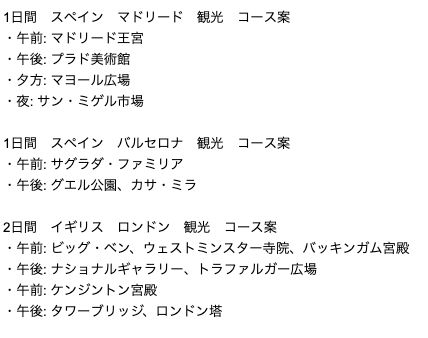 1日間　スペイン　マドリード　観光　コース案
・午前: マドリード王宮
・午後: プラド美術館
・夕方: マヨール広場
・夜: サン・ミゲル市場
1日間　スペイン　バルセロナ　観光　コース案
・午前: サグラダ・ファミリア
・午後: グエル公園、カサ・ミラ
2日間　イギリス　ロンドン　観光　コース案
・午前: ビッグ・ベン、ウェストミンスター寺院、バッキンガム宮殿
・午後: ナショナルギャラリー、トラファルガー広場
・午前: ケンジントン宮殿
・午後: タワーブリッジ、ロンドン塔